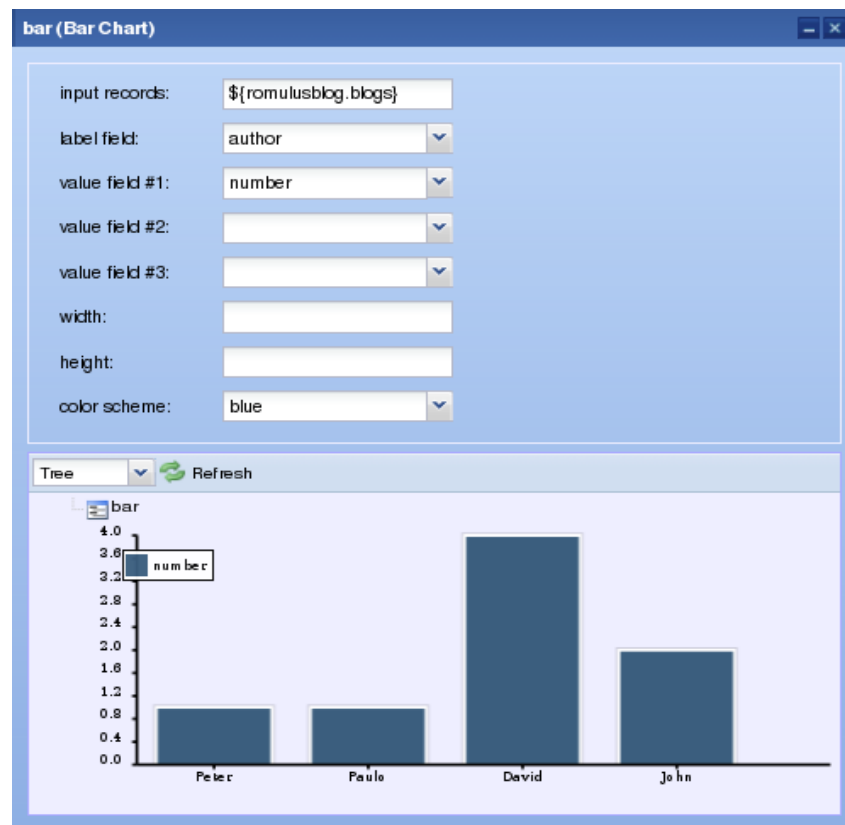 bar (Bar Chart)
input records: ${romulusblog.blogs}
label field: author
value field #1: number
value field #2:
value field #3:
width:
height:
color scheme: blue
Tree Refresh
bar
4.0
3.6
number
3.2
2.8
2.4
2.0
1.6
1.2
0.8
0.4
0.0
Peter Paulo David John